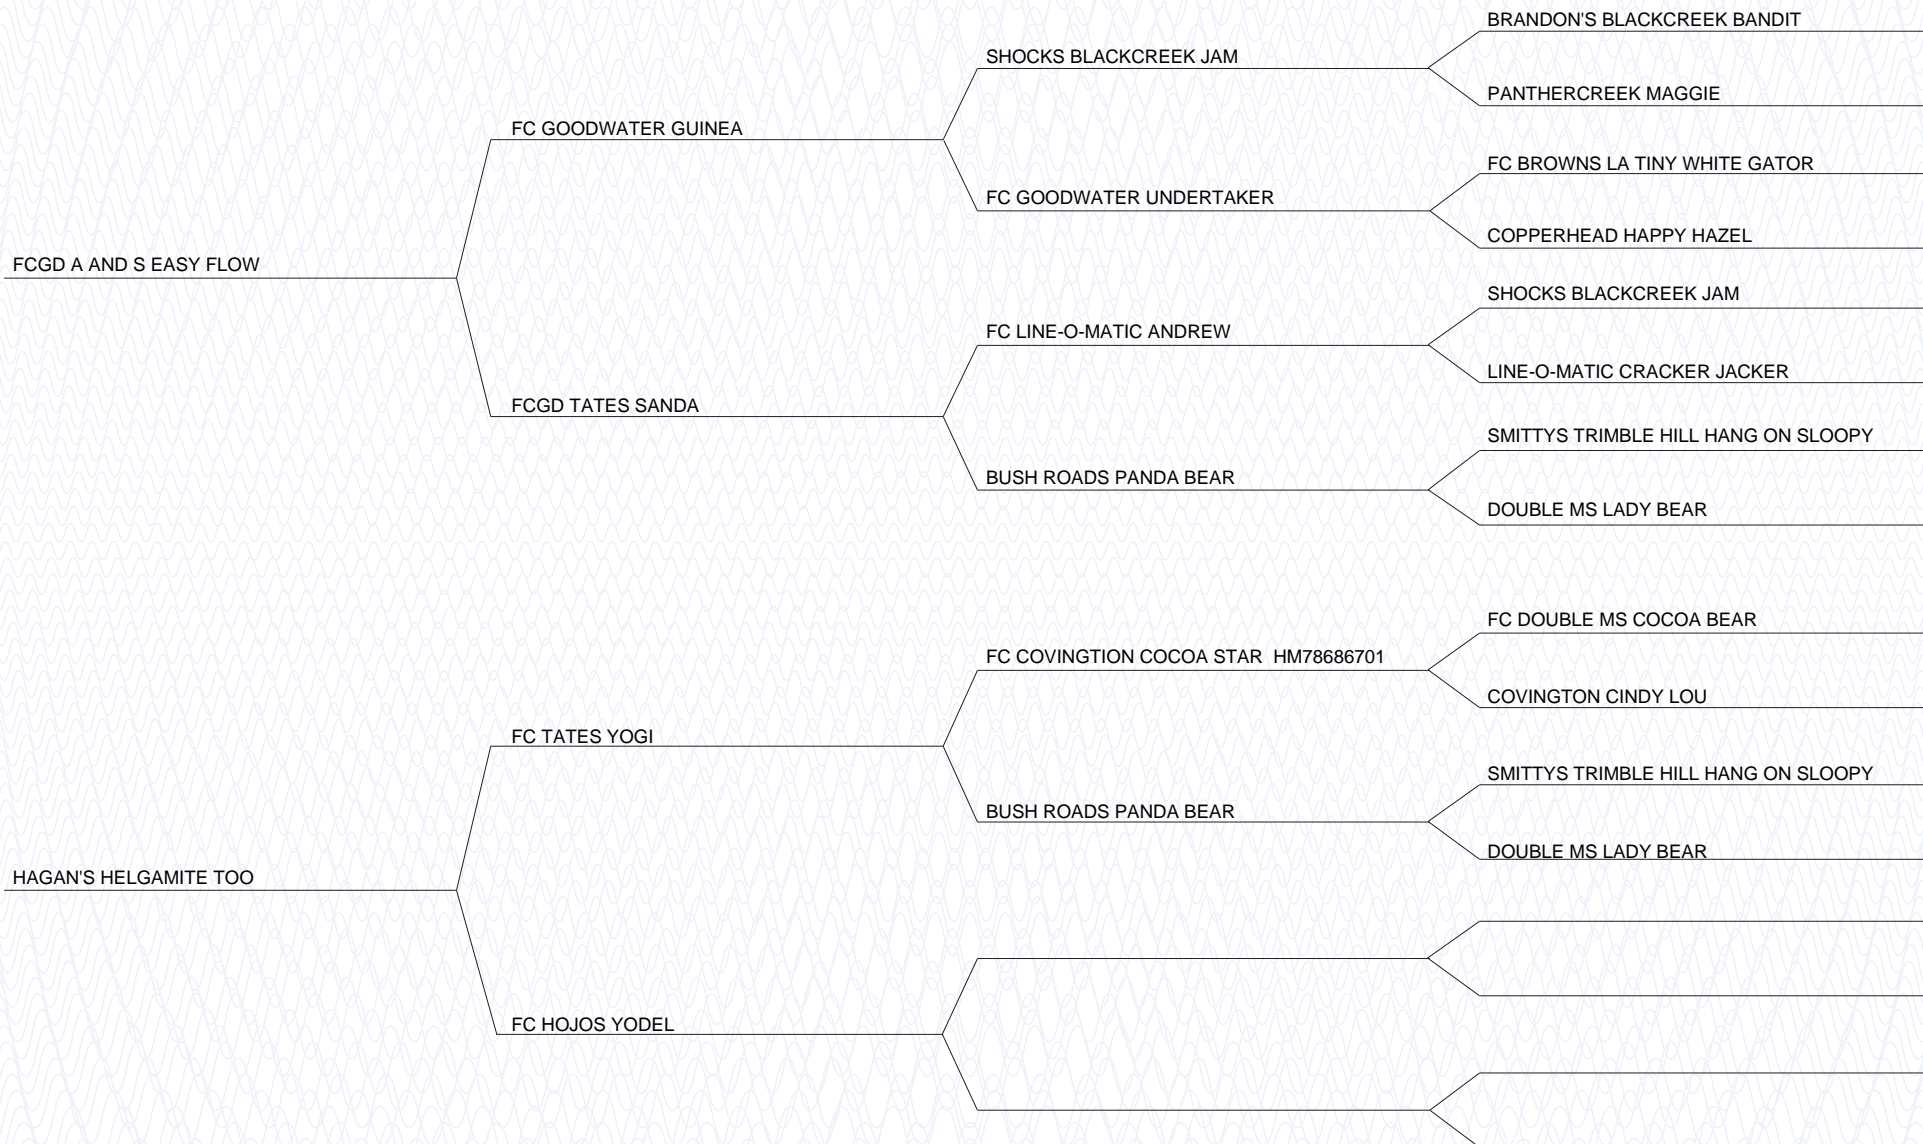 BRANDON'S BLACKCREEK BANDIT
SHOCKS BLACKCREEK JAM
PANTHERCREEK MAGGIE
FC GOODWATER GUINEA
FC BROWNS LA TINY WHITE GATOR
FC GOODWATER UNDERTAKER
COPPERHEAD HAPPY HAZEL
FCGD A AND S EASY FLOW
SHOCKS BLACKCREEK JAM
FC LINE-O-MATIC ANDREW
LINE-O-MATIC CRACKER JACKER
FCGD TATES SANDA
SMITTYS TRIMBLE HILL HANG ON SLOOPY
BUSH ROADS PANDA BEAR
DOUBLE MS LADY BEAR
FC DOUBLE MS COCOA BEAR
FC COVINGTION COCOA STAR  HM78686701
COVINGTON CINDY LOU
FC TATES YOGI
SMITTYS TRIMBLE HILL HANG ON SLOOPY
BUSH ROADS PANDA BEAR
DOUBLE MS LADY BEAR
HAGAN'S HELGAMITE TOO
FC HOJOS YODEL